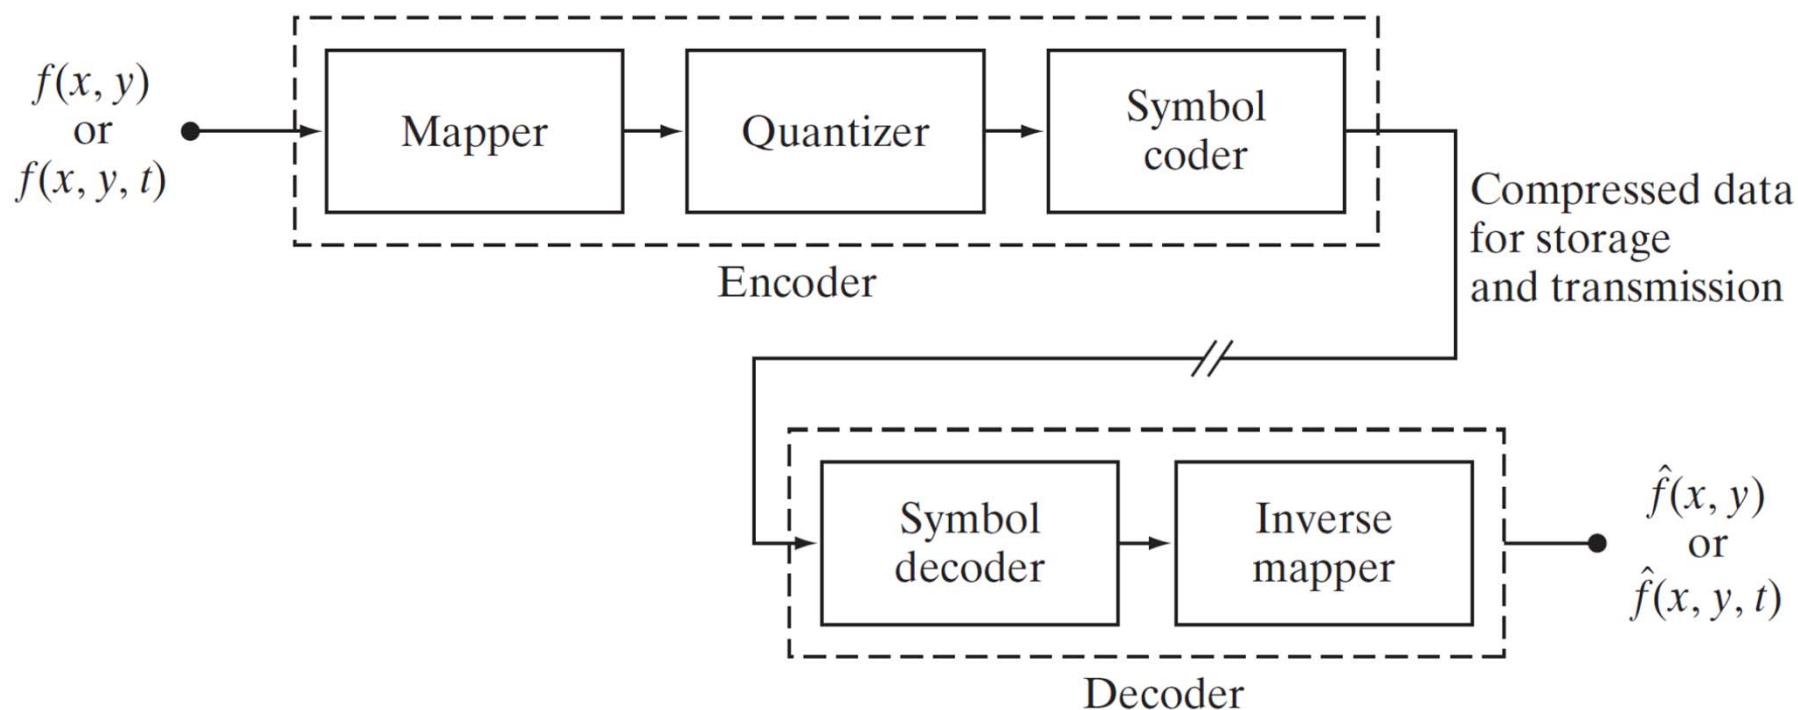 f(x, y)
or
f(x, y, t)
Mapper
Quantizer
Symbol
coder
Encoder
Compressed data
for storage
and transmission
Symbol
decoder
Inverse
mapper
Decoder
f̂(x, y)
or
f̂(x, y, t)